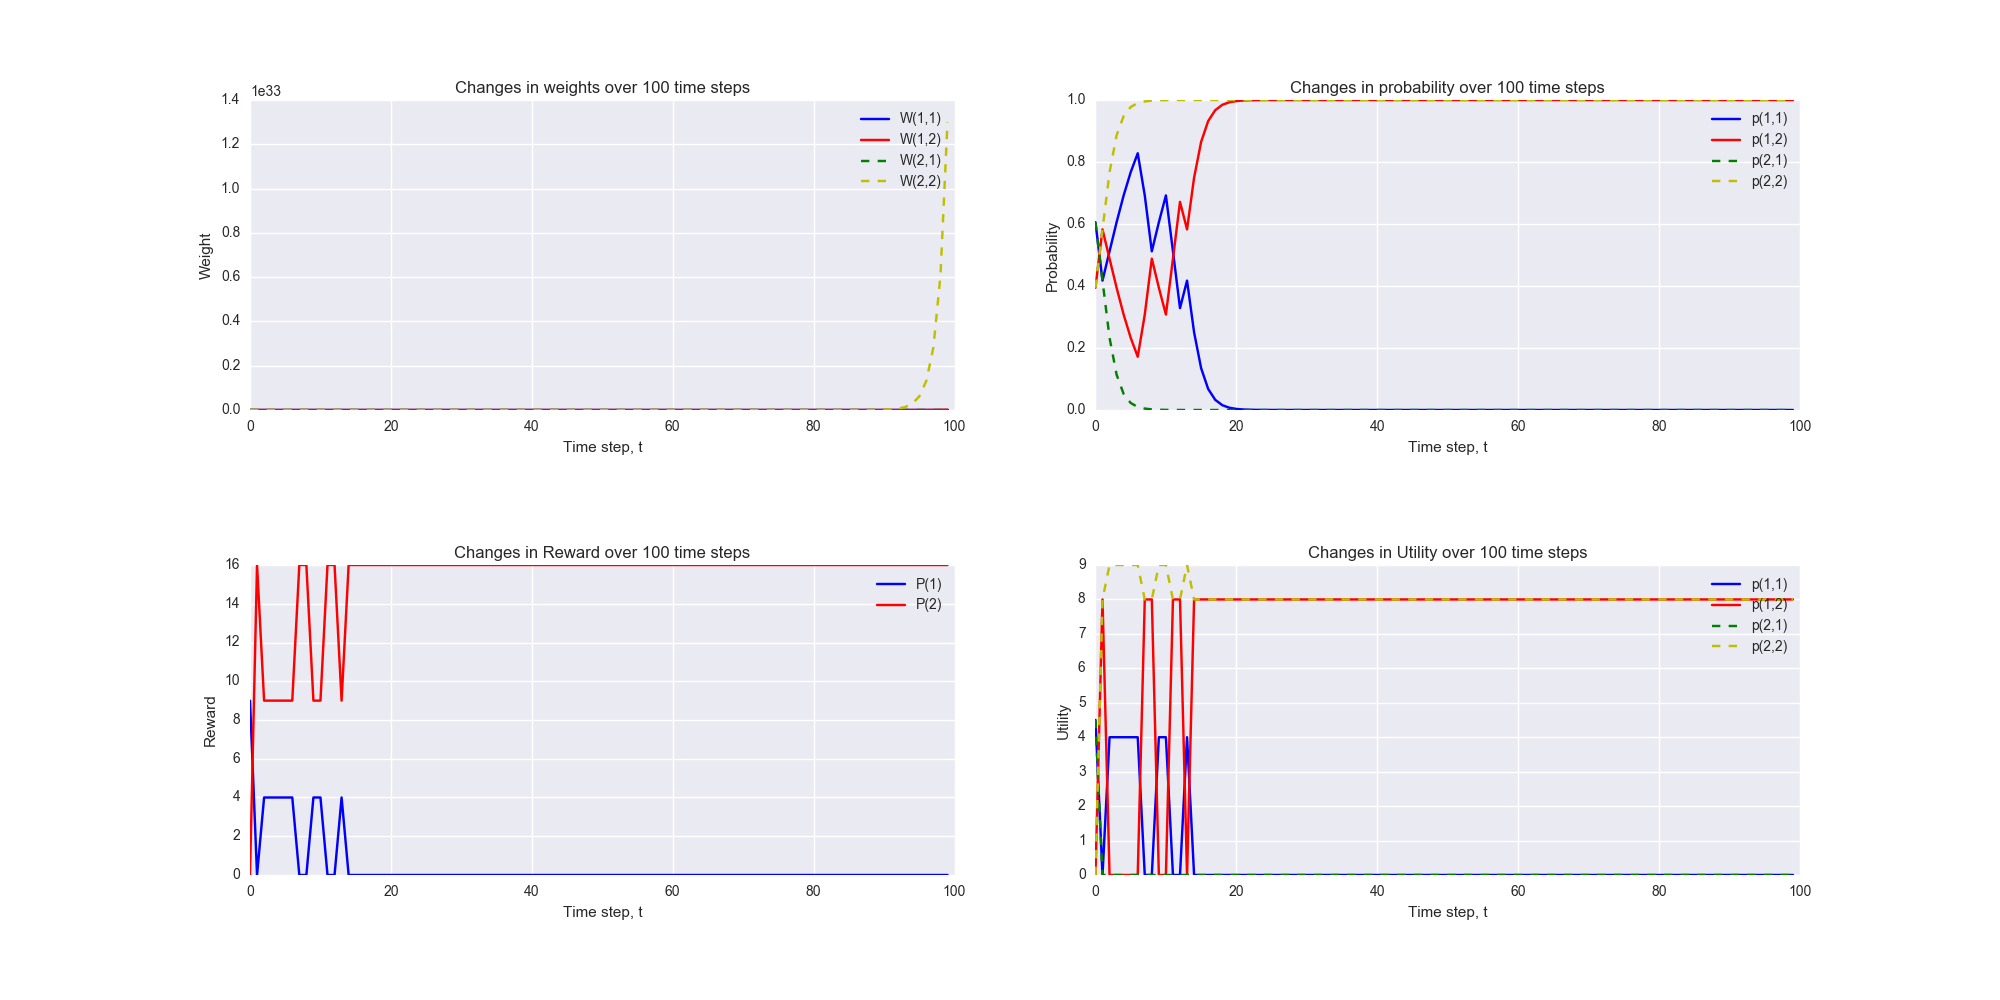 Changes in weights over 100 time steps
1e33
1.4
1.2
1.0
0.8
0.6
0.4
0.2
0.0
Weight
W(1,1)
W(1,2)
W(2,1)
W(2,2)
0 20 40 60 80 100
Time step, t
Changes in probability over 100 time steps
1.0
0.8
0.6
0.4
0.2
0.0
Probability
p(1,1)
p(1,2)
p(2,1)
p(2,2)
0 20 40 60 80 100
Time step, t
Changes in Reward over 100 time steps
16
14
12
10
8
6
4
2
0
Reward
P(1)
P(2)
0 20 40 60 80 100
Time step, t
Changes in Utility over 100 time steps
9
8
7
6
5
4
3
2
1
0
Utility
p(1,1)
p(1,2)
p(2,1)
p(2,2)
0 20 40 60 80 100
Time step, t